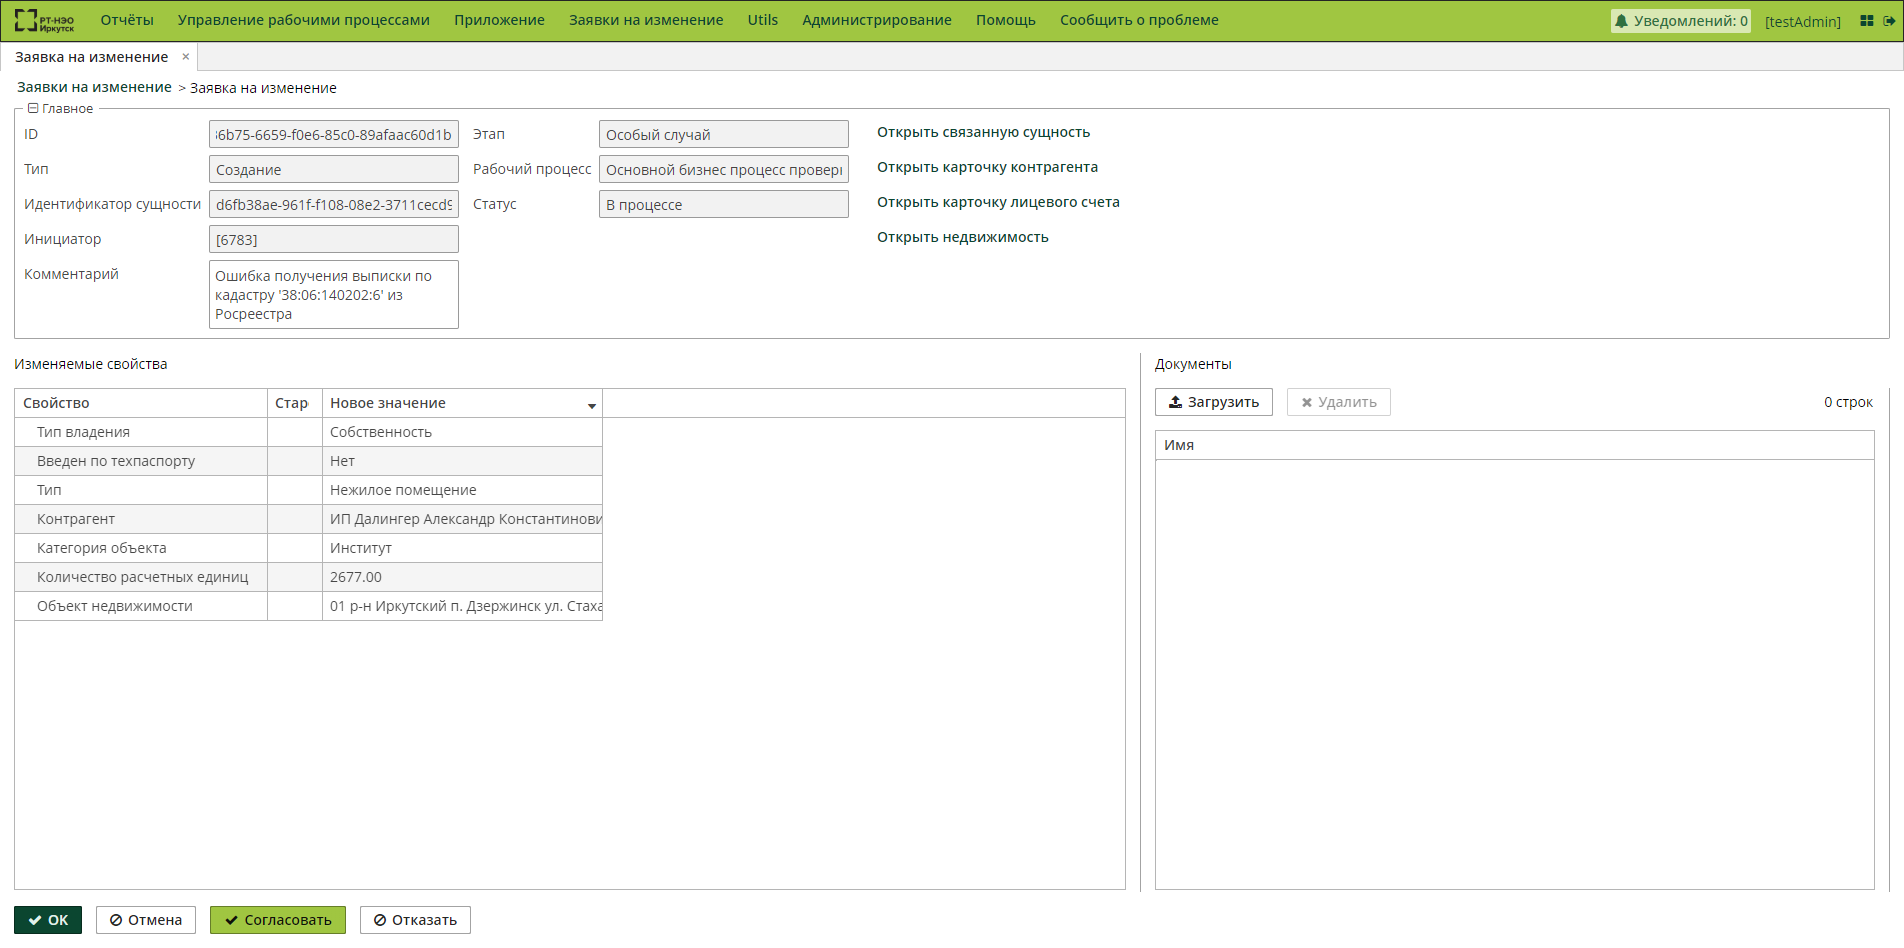 РТ-НЭО Иркутск
Отчёты Управление рабочими процессами Приложение Заявки на изменение Utils Администрирование Помощь Сообщить о проблеме Уведомлений: 0 [testAdmin]
Заявка на изменение ×
Заявки на изменение > Заявка на изменение
Главное
ID 6b75-6659-f0e6-85c0-89afaac60d1b Этап Особый случай Открыть связанную сущность
Тип Создание Рабочий процесс Основной бизнес процесс провер Открыть карточку контрагента
Идентификатор сущности d6fb38ae-961f-f108-08e2-3711cecd9 Статус В процессе Открыть карточку лицевого счета
Инициатор [6783] Открыть недвижимость
Комментарий Ошибка получения выписки по
кадастру '38:06:140202:6' из
Росреестра
Изменяемые свойства Документы
Загрузить Удалить 0 строк
Свойство Стар Новое значение
Имя
Тип владения Собственность
Введен по техпаспорту Нет
Тип Нежилое помещение
Контрагент ИП Далингер Александр Константинови
Категория объекта Институт
Количество расчетных единиц 2677.00
Объект недвижимости 01 р-н Иркутский п. Дзержинск ул. Стаха
OK Отмена Согласовать Отказать